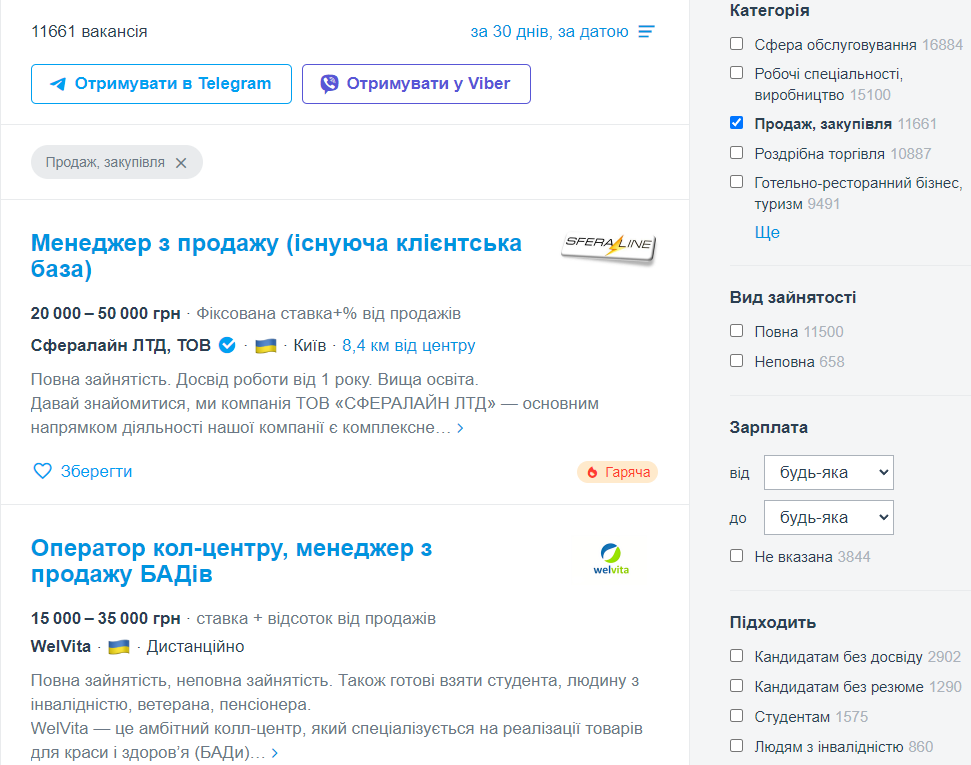 11661 вакансія
за 30 днів, за датою
Отримувати в Telegram
Отримувати у Viber
Продаж, закупівля
Менеджер з продажу (існуюча клієнтська
база)
SFERA LINE
20 000 – 50 000 грн · Фіксована ставка+% від продажів
Сфералайн ЛТД, ТОВ · · Київ · 8,4 км від центру
Повна зайнятість. Досвід роботи від 1 року. Вища освіта.
Давай знайомитися, ми компанія ТОВ «СФЕРАЛАЙН ЛТД» — основним
напрямком діяльності нашої компанії є комплексне…
Зберегти
Гаряча
Оператор кол-центру, менеджер з
продажу БАДів
welvita
15 000 – 35 000 грн · ставка + відсоток від продажів
WelVita · · Дистанційно
Повна зайнятість, неповна зайнятість. Також готові взяти студента, людину з
інвалідністю, ветерана, пенсіонера.
WelVita — це амбітний колл-центр, який спеціалізується на реалізації товарів
для краси і здоров’я (БАДи)…
Категорія
Сфера обслуговування 16884
Робочі спеціальності,
виробництво 15100
Продаж, закупівля 11661
Роздрібна торгівля 10887
Готельно-ресторанний бізнес,
туризм 9491
Ще
Вид зайнятості
Повна 11500
Неповна 658
Зарплата
від будь-яка
до будь-яка
Не вказана 3844
Підходить
Кандидатам без досвіду 2902
Кандидатам без резюме 1290
Студентам 1575
Людям з інвалідністю 860